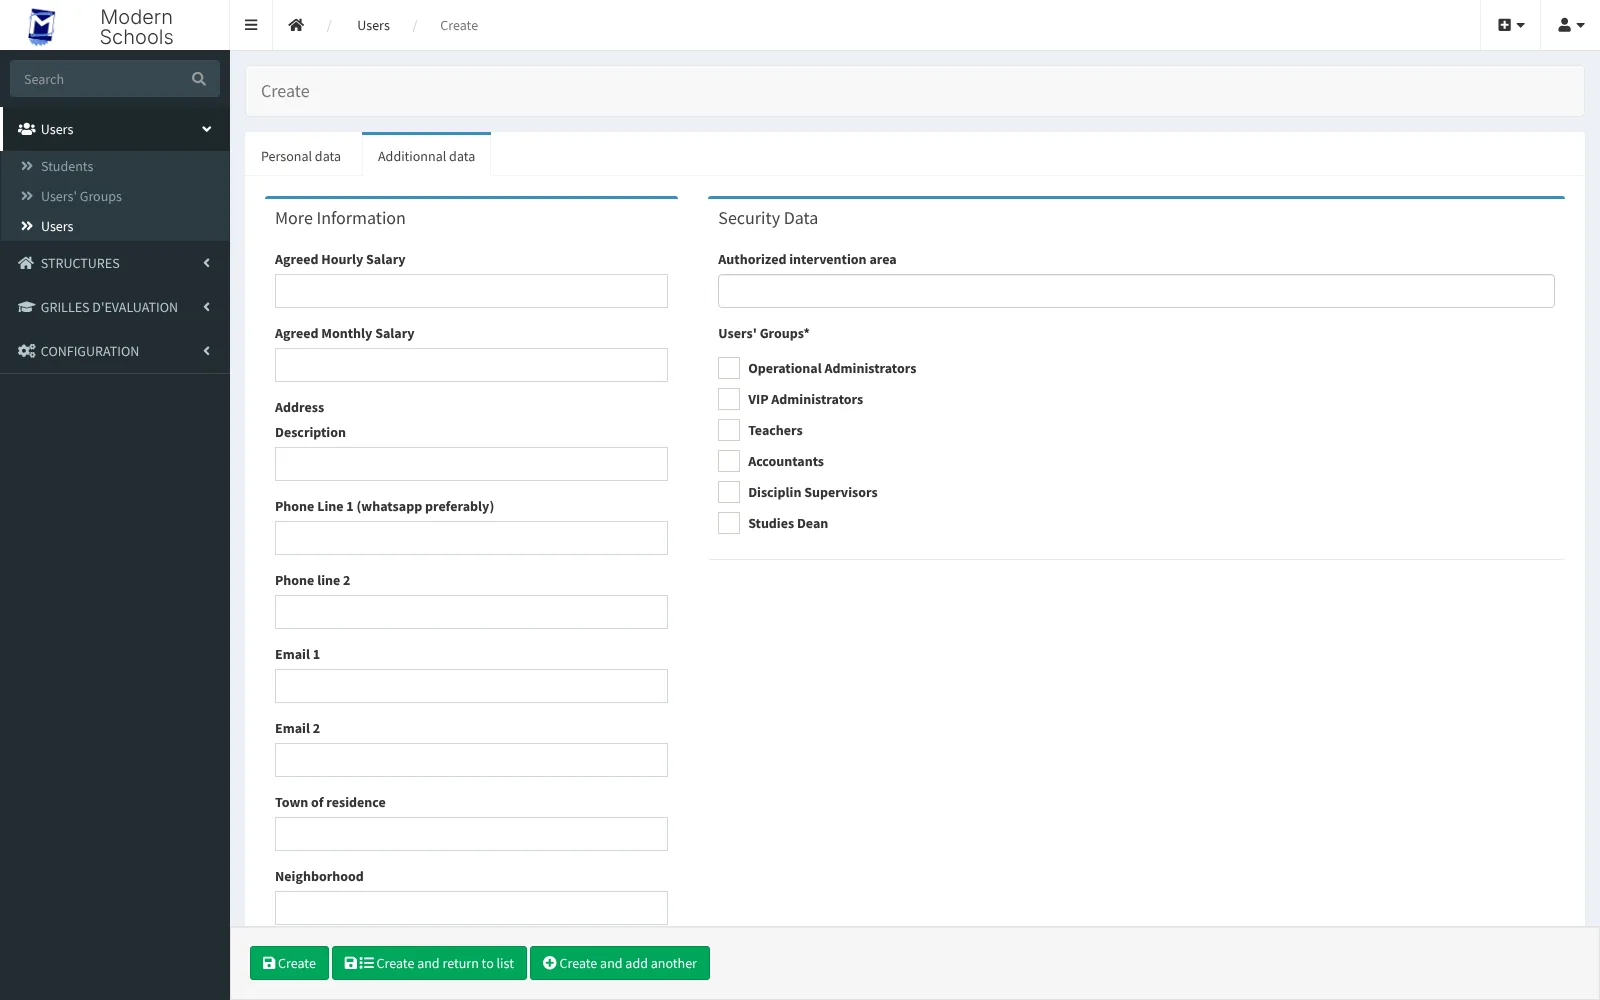 Modern
Schools
Users
Create
Search
Users
Students
Users' Groups
Users
STRUCTURES
GRILLES D'EVALUATION
CONFIGURATION
Create
Personal data
Additionnal data
More Information
Agreed Hourly Salary
Agreed Monthly Salary
Address
Description
Phone Line 1 (whatsapp preferably)
Phone line 2
Email 1
Email 2
Town of residence
Neighborhood
Security Data
Authorized intervention area
Users' Groups*
Operational Administrators
VIP Administrators
Teachers
Accountants
Disciplin Supervisors
Studies Dean
Create
Create and return to list
Create and add another